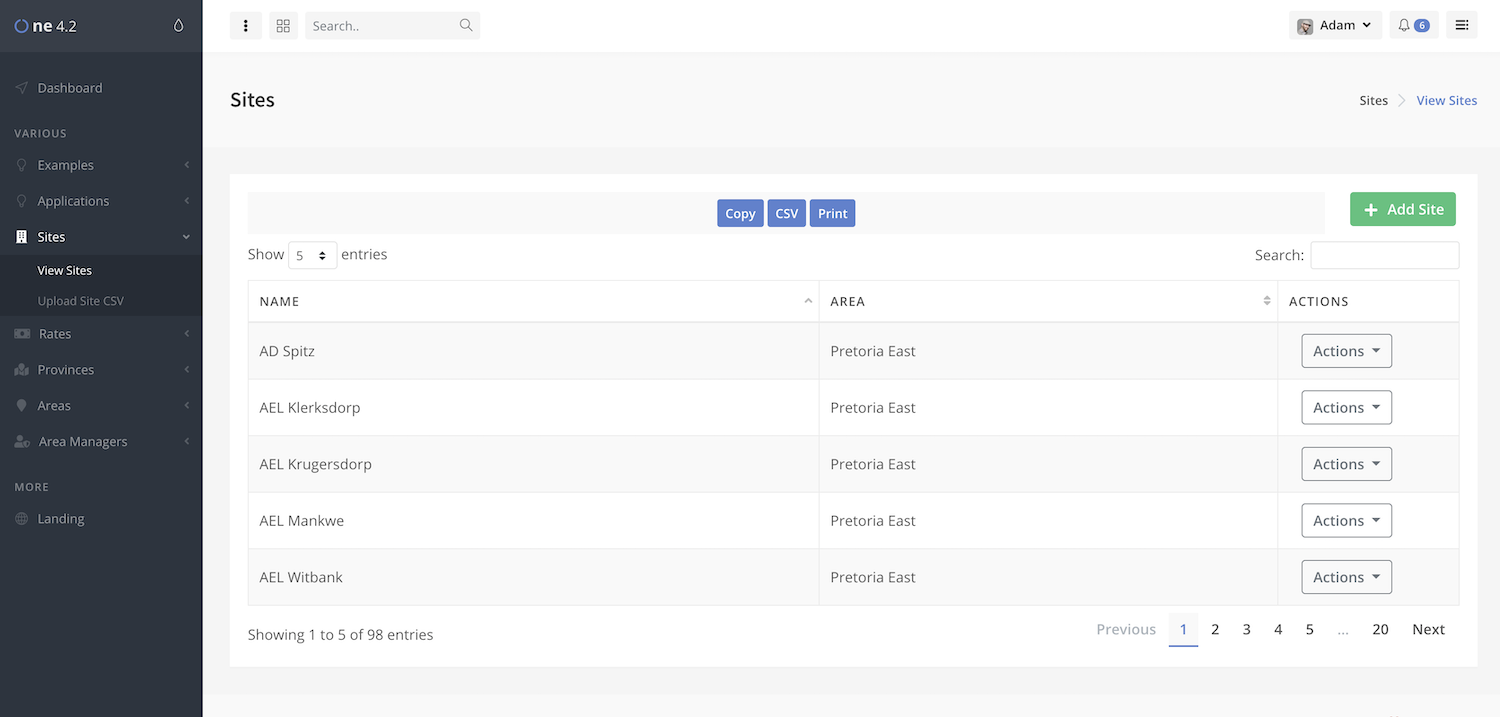 One 4.2
Search..
Adam
6
Dashboard
VARIOUS
Examples
Applications
Sites
View Sites
Upload Site CSV
Rates
Provinces
Areas
Area Managers
MORE
Landing
Sites
Sites View Sites
Copy CSV Print
Add Site
Show 5 entries
Search:
NAME AREA ACTIONS
AD Spitz Pretoria East Actions
AEL Klerksdorp Pretoria East Actions
AEL Krugersdorp Pretoria East Actions
AEL Mankwe Pretoria East Actions
AEL Witbank Pretoria East Actions
Showing 1 to 5 of 98 entries
Previous 1 2 3 4 5 ... 20 Next